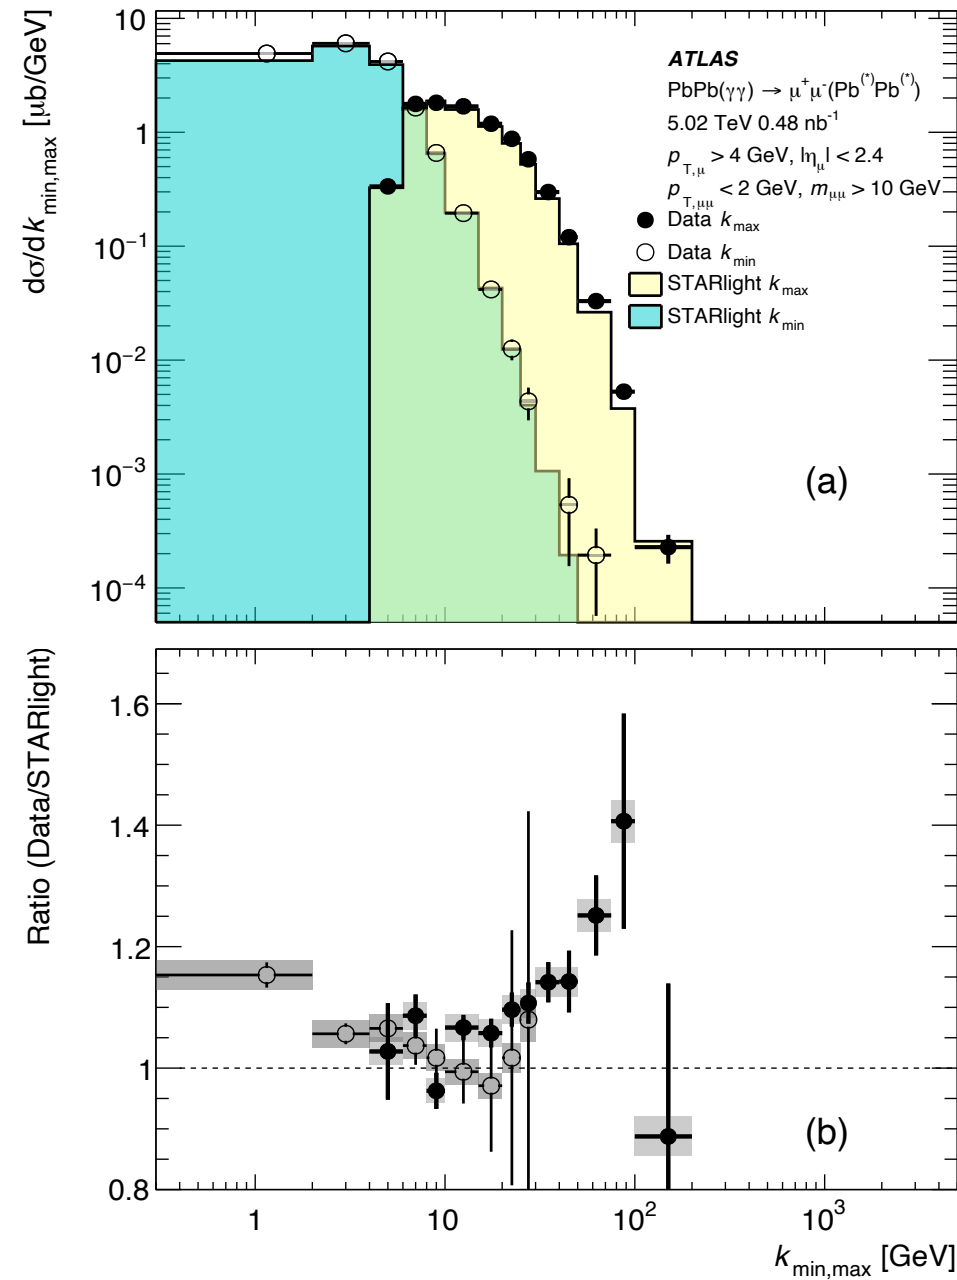 10
1
10⁻¹
10⁻²
10⁻³
10⁻⁴
dσ/dk_min,max [μb/GeV]
ATLAS
PbPb(γγ) → μ⁺μ⁻(Pb⁽*⁾Pb⁽*⁾)
5.02 TeV 0.48 nb⁻¹
p_T,μ > 4 GeV, |η_μ| < 2.4
p_T,μμ < 2 GeV, m_μμ > 10 GeV
Data k_max
Data k_min
STARlight k_max
STARlight k_min
(a)
Ratio (Data/STARlight)
1.6
1.4
1.2
1
0.8
(b)
1 10 10² 10³
k_min,max [GeV]